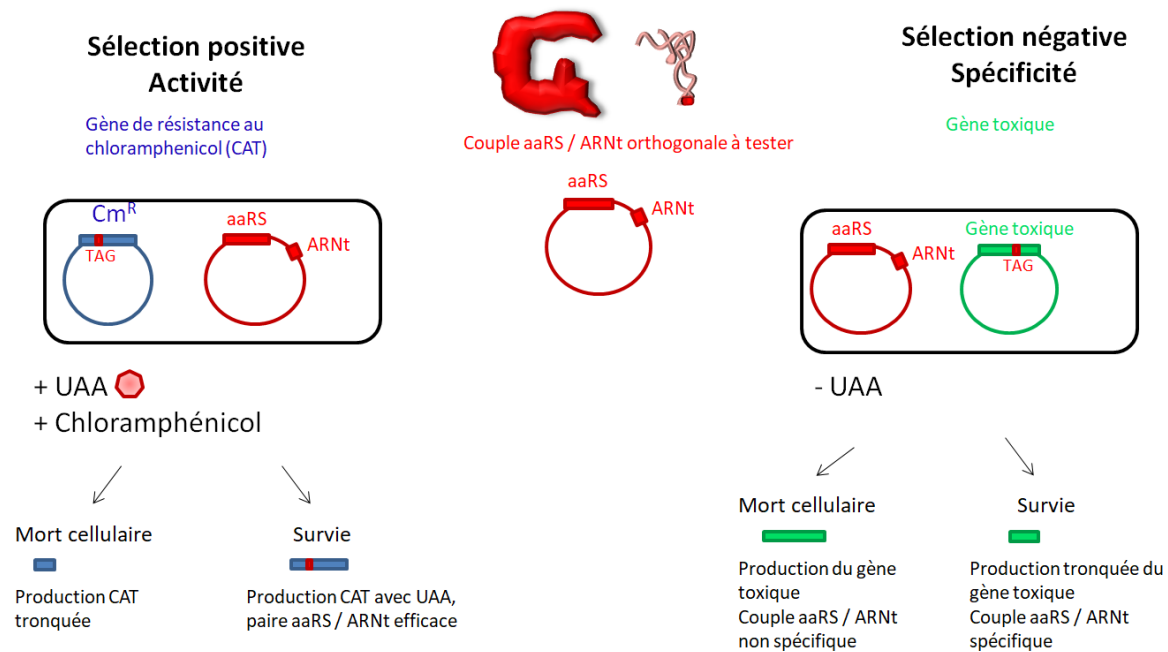 Sélection positive
Activité
Gène de résistance au
chloramphenicol (CAT)
Cm^R
TAG
aaRS
ARNt
+ UAA
+ Chloramphénicol
Mort cellulaire
Production CAT
tronquée
Survie
Production CAT avec UAA,
paire aaRS / ARNt efficace
Couple aaRS / ARNt orthogonale à tester
aaRS
ARNt
Sélection négative
Spécificité
Gène toxique
aaRS
ARNt
Gène toxique
TAG
- UAA
Mort cellulaire
Production du gène
toxique
Couple aaRS / ARNt
non spécifique
Survie
Production tronquée du
gène toxique
Couple aaRS / ARNt
spécifique